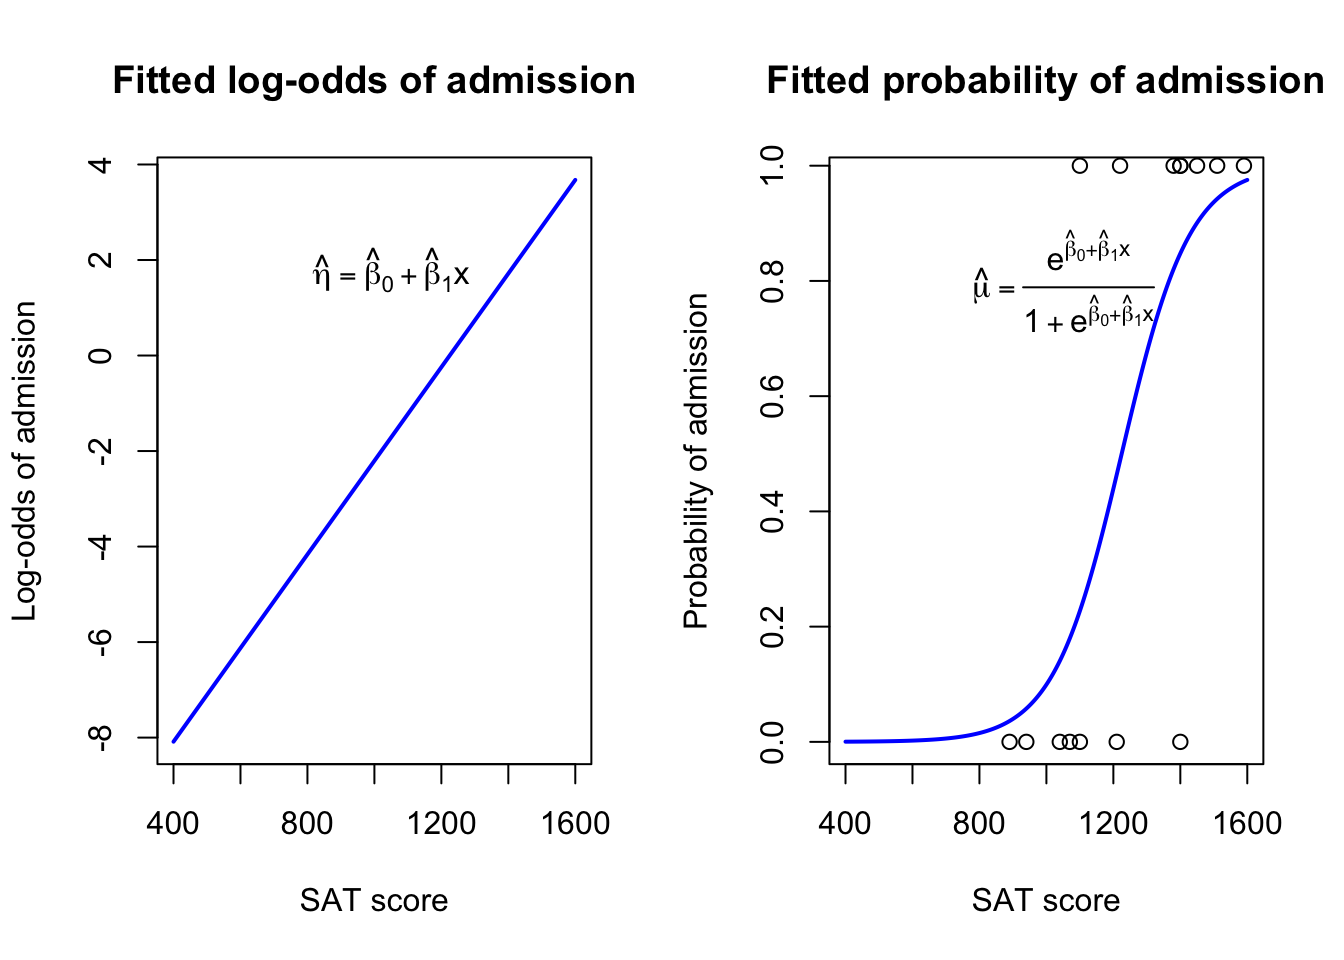 Fitted log-odds of admission
Log-odds of admission
4
2
0
-2
-4
-6
-8
η̂ = β̂₀ + β̂₁x
400 800 1200 1600
SAT score
Fitted probability of admission
Probability of admission
1.0
0.8
0.6
0.4
0.2
0.0
μ̂ = e^(β̂₀+β̂₁x) / 1 + e^(β̂₀+β̂₁x)
400 800 1200 1600
SAT score